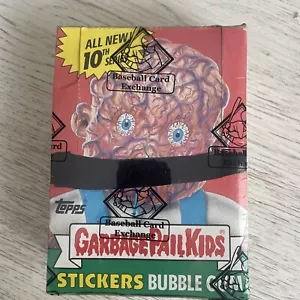 ALL NEW!
10TH SERIES
Baseball Card
Exchange
TOPPS
Baseball Card
Exchange
GARBAGE PAIL KIDS
STICKERS BUBBLE GUM